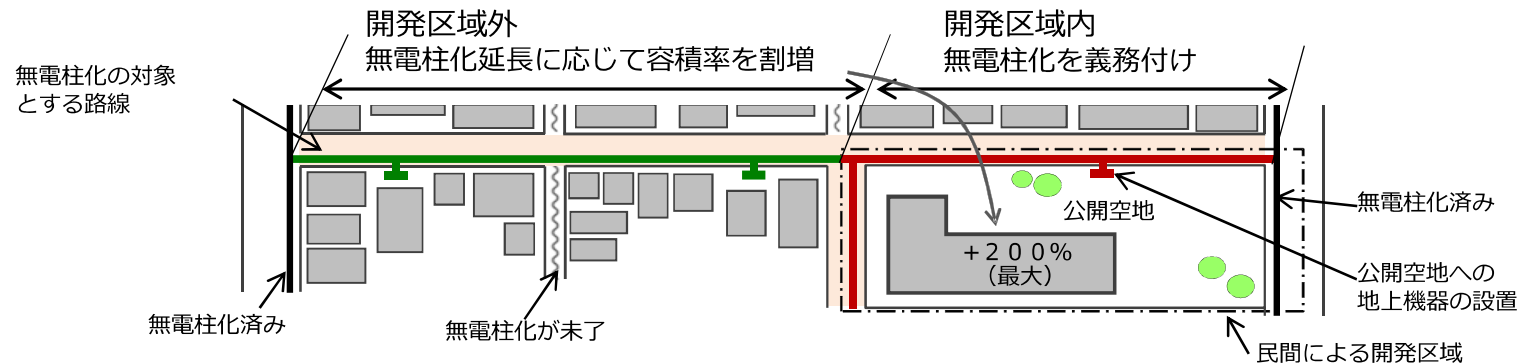 開発区域外
無電柱化延長に応じて容積率を割増
開発区域内
無電柱化を義務付け
無電柱化の対象
とする路線
公開空地
無電柱化済み
+200%
(最大)
公開空地への
地上機器の設置
無電柱化済み
無電柱化が未了
民間による開発区域